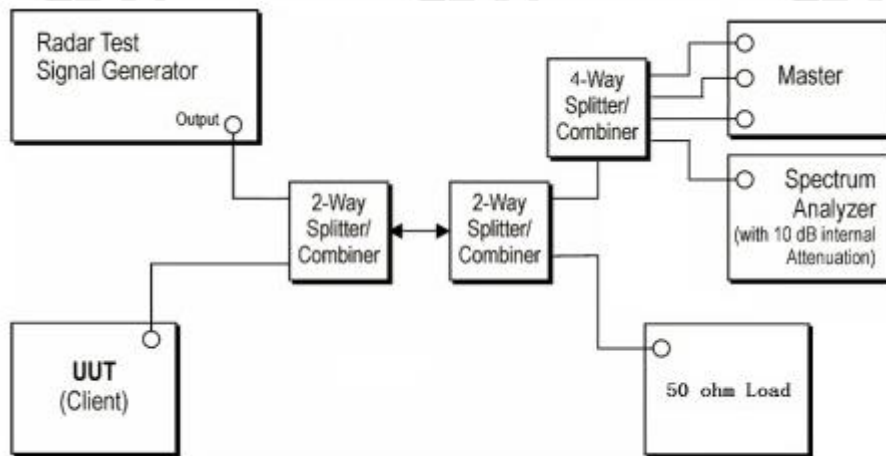 Radar Test
Signal Generator
Output
4-Way
Splitter/
Combiner
Master
Spectrum
Analyzer
(with 10 dB internal
Attenuation)
2-Way
Splitter/
Combiner
2-Way
Splitter/
Combiner
UUT
(Client)
50 ohm Load